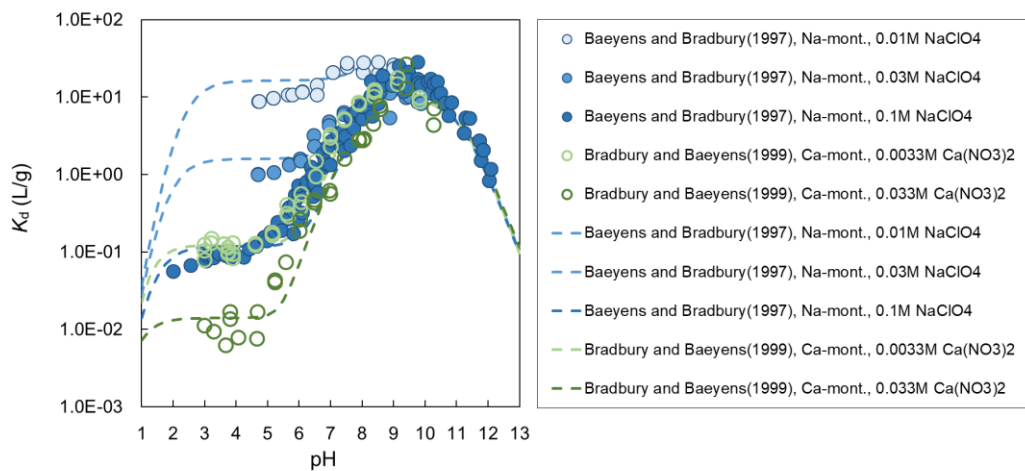 1.0E+02
1.0E+01
1.0E+00
1.0E-01
1.0E-02
1.0E-03
Kd (L/g)
1 2 3 4 5 6 7 8 9 10 11 12 13
pH
Baeyens and Bradbury(1997), Na-mont., 0.01M NaClO4
Baeyens and Bradbury(1997), Na-mont., 0.03M NaClO4
Baeyens and Bradbury(1997), Na-mont., 0.1M NaClO4
Bradbury and Baeyens(1999), Ca-mont., 0.0033M Ca(NO3)2
Bradbury and Baeyens(1999), Ca-mont., 0.033M Ca(NO3)2
Baeyens and Bradbury(1997), Na-mont., 0.01M NaClO4
Baeyens and Bradbury(1997), Na-mont., 0.03M NaClO4
Baeyens and Bradbury(1997), Na-mont., 0.1M NaClO4
Bradbury and Baeyens(1999), Ca-mont., 0.0033M Ca(NO3)2
Bradbury and Baeyens(1999), Ca-mont., 0.033M Ca(NO3)2